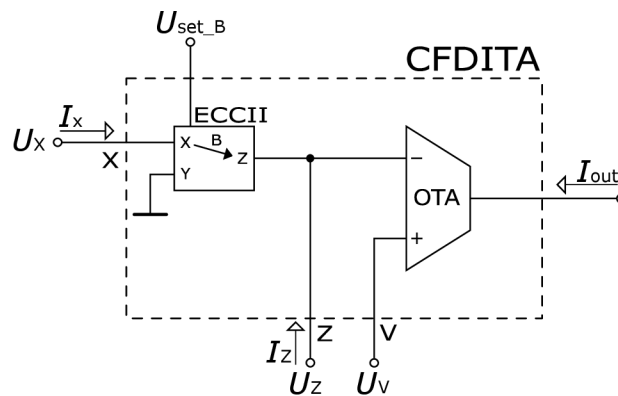 Uset_B
CFDITA
ECCII
Ix
UX
X
X
B
Z
Y
−
OTA
+
Iout
Z
V
IZ
UZ
UV